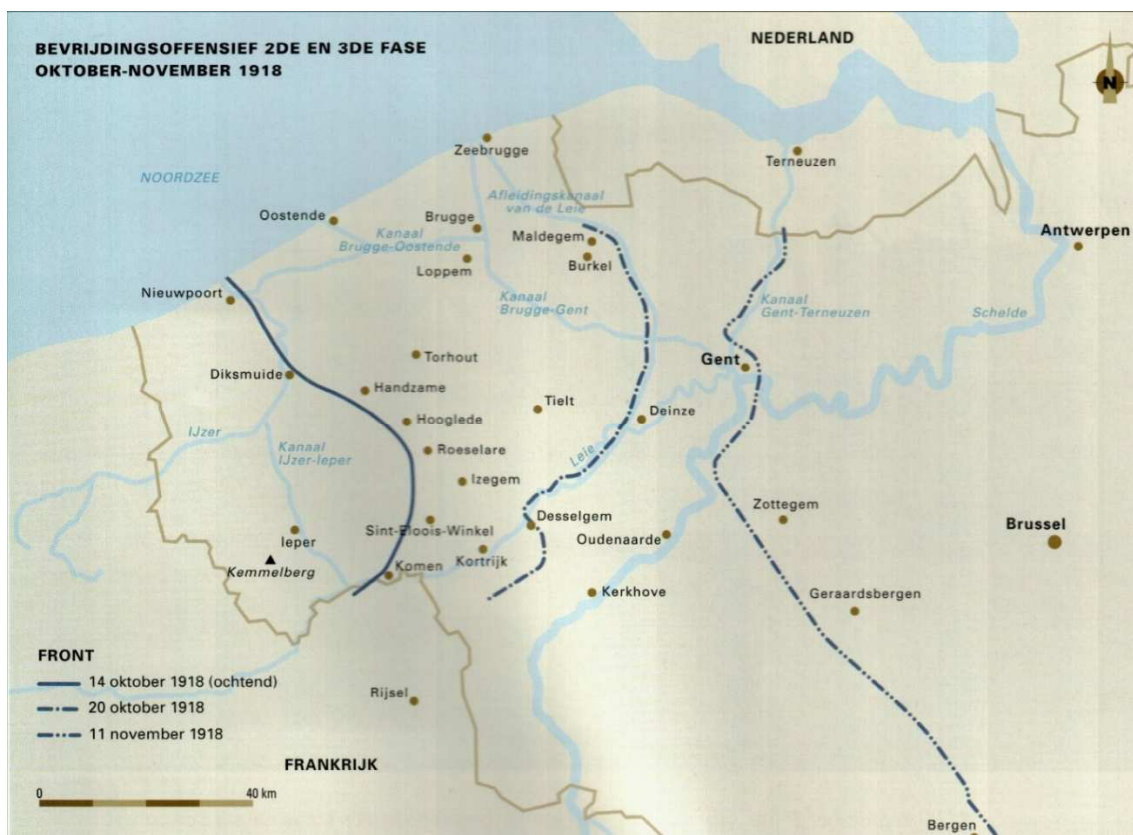 BEVRIJDINGSOFFENSIEF 2DE EN 3DE FASE
OKTOBER-NOVEMBER 1918
NEDERLAND
N
Zeebrugge
Terneuzen
NOORDZEE
Afleidingskanaal
van de Leie
Oostende
Brugge
Kanaal
Brugge-Oostende
Maldegem
Antwerpen
Loppem
Burkel
Nieuwpoort
Kanaal
Brugge-Gent
Kanaal
Gent-Terneuzen
Schelde
Torhout
Gent
Diksmuide
Handzame
Tielt
Deinze
Hooglede
IJzer
Kanaal
IJzer-Ieper
Roeselare
Leie
Izegem
Zottegem
Desselgem
Brussel
Sint-Eloois-Winkel
Oudenaarde
Ieper
Kortrijk
Kemmelberg
Komen
Kerkhove
Geraardsbergen
FRONT
14 oktober 1918 (ochtend)
Rijsel
20 oktober 1918
11 november 1918
FRANKRIJK
0 40 km
Bergen